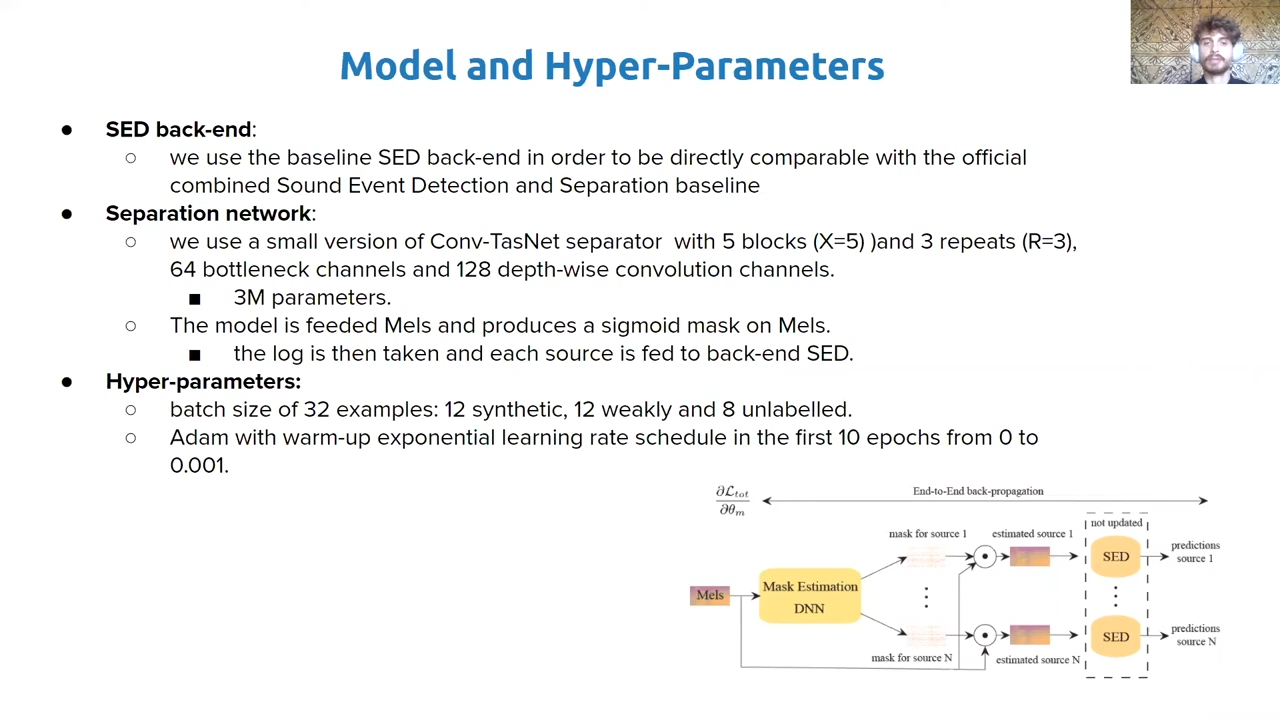 Model and Hyper-Parameters
● SED back-end:
○ we use the baseline SED back-end in order to be directly comparable with the official
combined Sound Event Detection and Separation baseline
● Separation network:
○ we use a small version of Conv-TasNet separator with 5 blocks (X=5) )and 3 repeats (R=3),
64 bottleneck channels and 128 depth-wise convolution channels.
■ 3M parameters.
○ The model is feeded Mels and produces a sigmoid mask on Mels.
■ the log is then taken and each source is fed to back-end SED.
● Hyper-parameters:
○ batch size of 32 examples: 12 synthetic, 12 weakly and 8 unlabelled.
○ Adam with warm-up exponential learning rate schedule in the first 10 epochs from 0 to
0.001.
∂ℒtot
∂θm
End-to-End back-propagation
not updated
mask for source 1
estimated source 1
SED
predictions
source 1
Mels
Mask Estimation
DNN
SED
predictions
source N
mask for source N
estimated source N